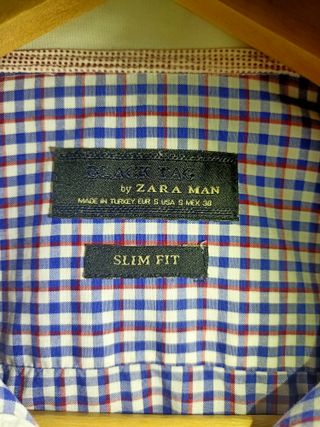 BLACK TAG
by ZARA MAN
MADE IN TURKEY EUR S USA S MEX 38
SLIM FIT